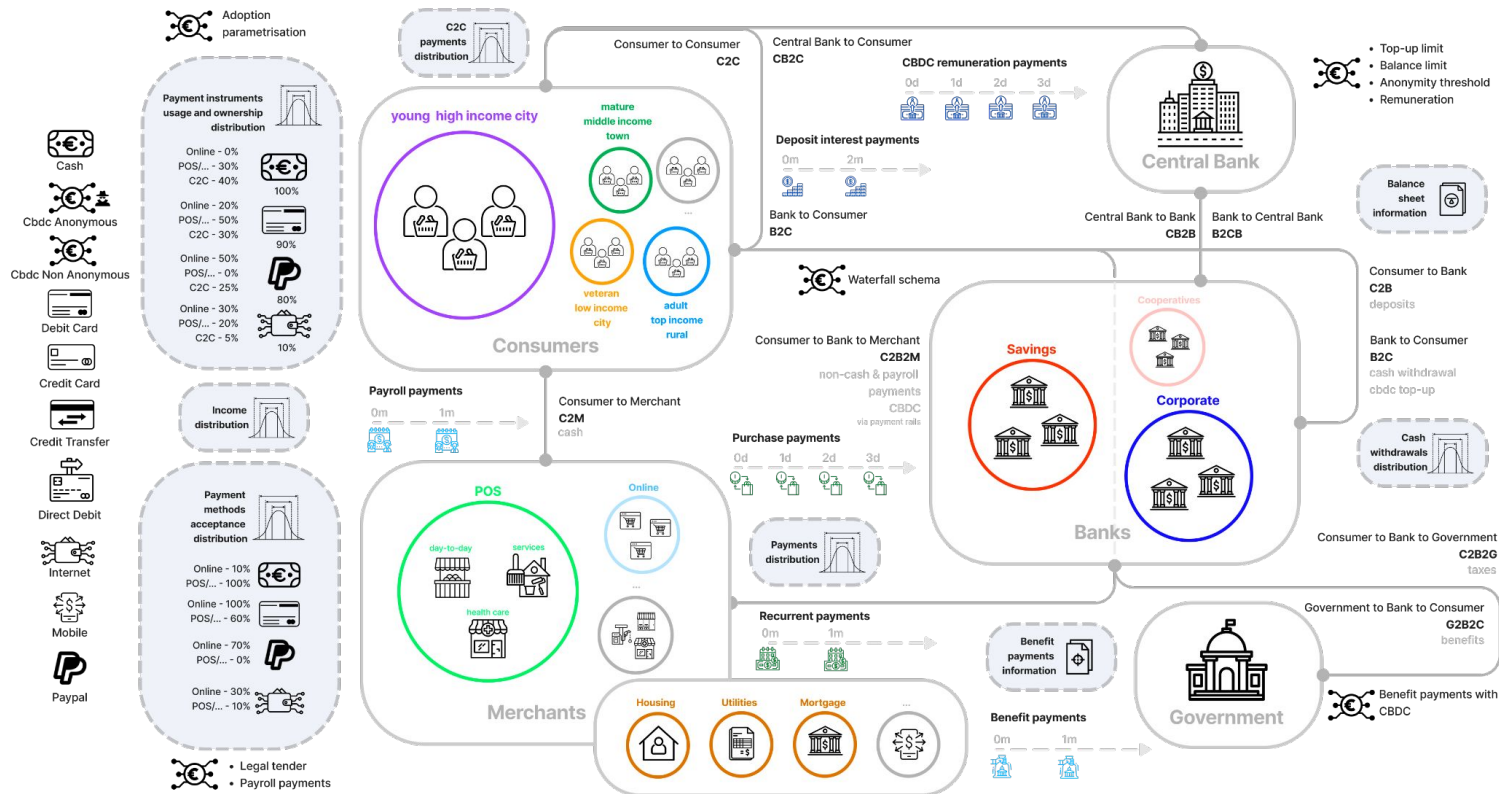 Adoption
parametrisation
Payment instruments
usage and ownership
distribution
Online - 0%
POS/... - 30%
C2C - 40%
100%
Online - 20%
POS/... - 50%
C2C - 30%
90%
Online - 50%
POS/... - 0%
C2C - 25%
80%
Online - 30%
POS/... - 20%
C2C - 5%
10%
Cash
Cbdc Anonymous
Cbdc Non Anonymous
Debit Card
Credit Card
Credit Transfer
Direct Debit
Internet
Mobile
Paypal
Income
distribution
Payment
methods
acceptance
distribution
Online - 10%
POS/... - 100%
Online - 100%
POS/... - 60%
Online - 70%
POS/... - 0%
Online - 30%
POS/... - 10%
• Legal tender
• Payroll payments
C2C
payments
distribution
Consumer to Consumer
C2C
young high income city
mature
middle income
town
...
veteran
low income
city
adult
top income
rural
Consumers
Payroll payments
0m 1m
Consumer to Merchant
C2M
cash
POS
day-to-day
services
health care
Online
...
Merchants
Housing
Utilities
Mortgage
...
Central Bank to Consumer
CB2C
CBDC remuneration payments
0d 1d 2d 3d
Deposit interest payments
0m 2m
Bank to Consumer
B2C
Waterfall schema
Consumer to Bank to Merchant
C2B2M
non-cash & payroll
payments
CBDC
via payment rails
Purchase payments
0d 1d 2d 3d
Payments
distribution
Recurrent payments
0m 1m
Central Bank
• Top-up limit
• Balance limit
• Anonymity threshold
• Remuneration
Balance
sheet
information
Central Bank to Bank
CB2B
Bank to Central Bank
B2CB
Savings
Cooperatives
Corporate
Banks
Consumer to Bank
C2B
deposits
Bank to Consumer
B2C
cash withdrawal
cbdc top-up
Cash
withdrawals
distribution
Consumer to Bank to Government
C2B2G
taxes
Government to Bank to Consumer
G2B2C
benefits
Benefit
payments
information
Benefit payments
0m 1m
Government
Benefit payments with
CBDC